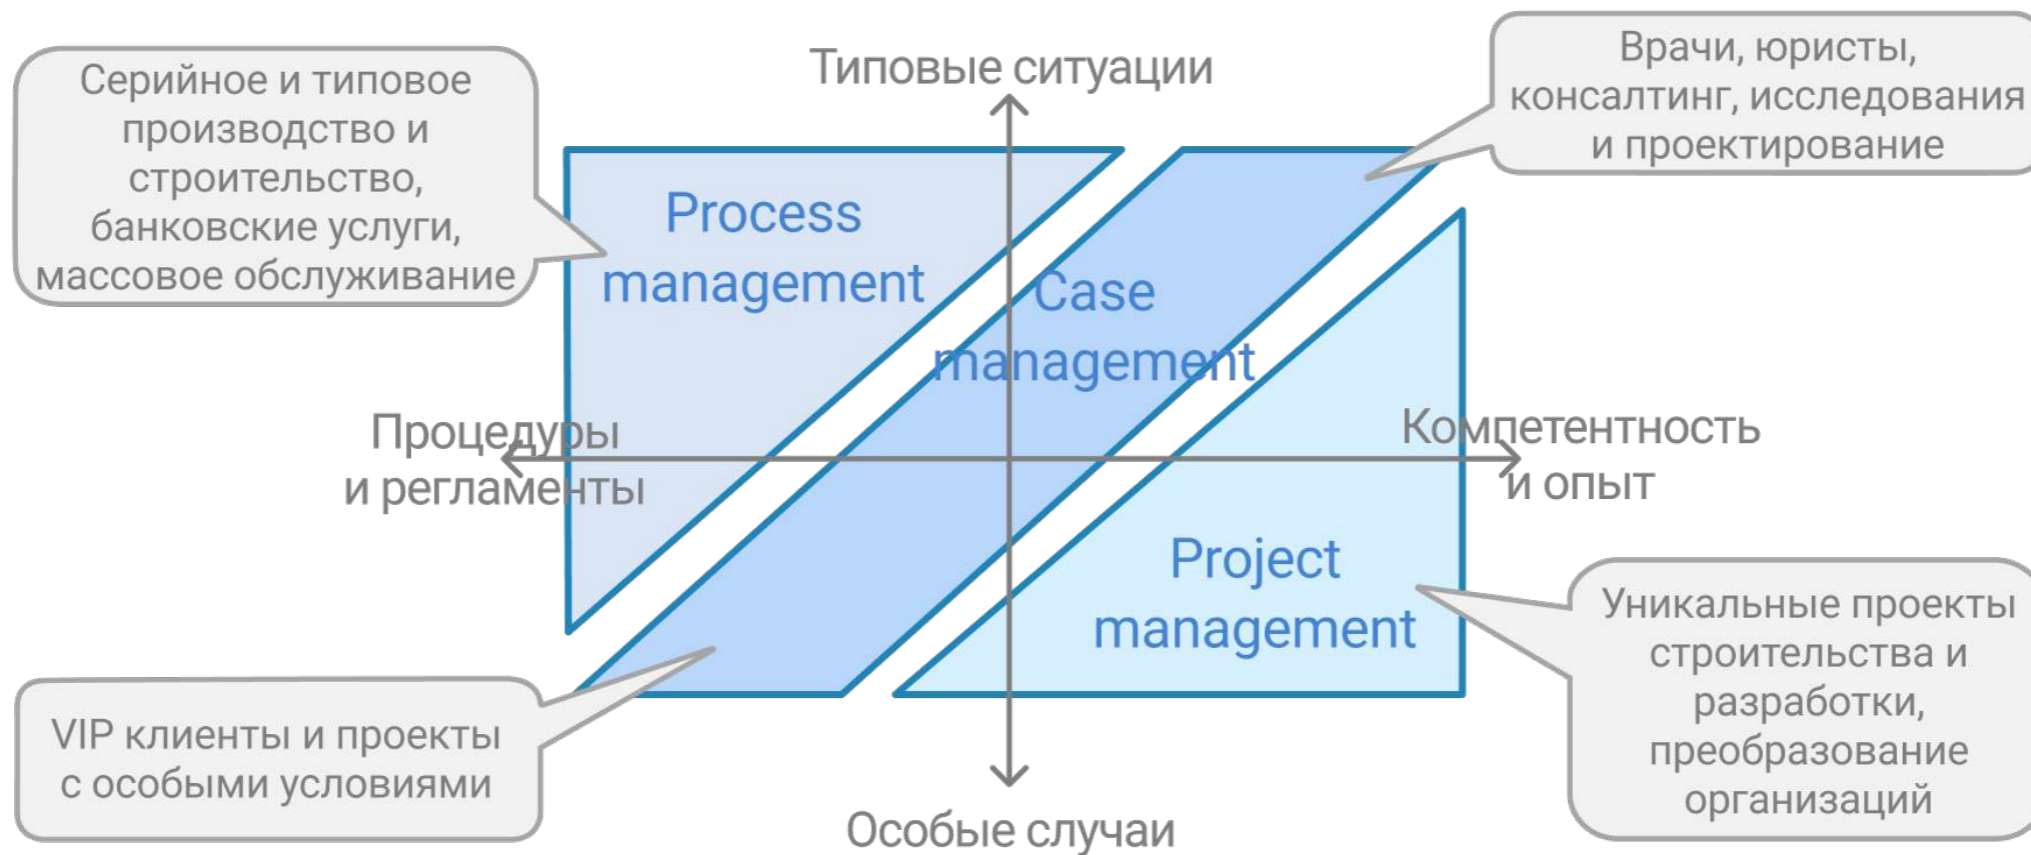 Типовые ситуации
Серийное и типовое
производство и
строительство,
банковские услуги,
массовое обслуживание
Врачи, юристы,
консалтинг, исследования
и проектирование
Process
management
Case
management
Процедуры
и регламенты
Компетентность
и опыт
Project
management
VIP клиенты и проекты
с особыми условиями
Уникальные проекты
строительства и
разработки,
преобразование
организаций
Особые случаи